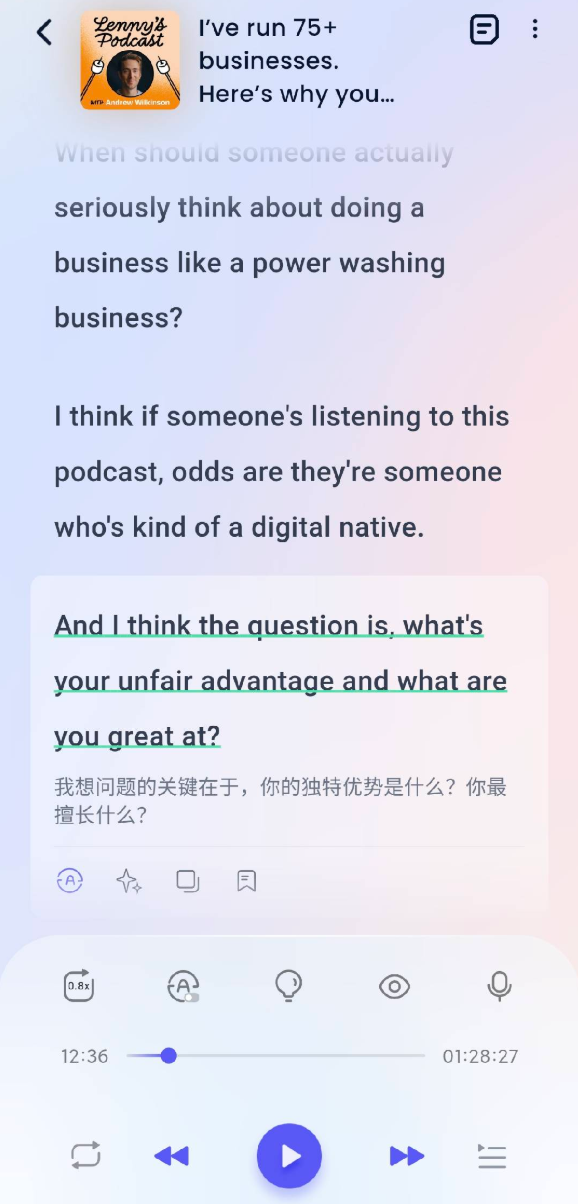 Lenny's
Podcast
WITH Andrew Wilkinson
I've run 75+
businesses.
Here's why you...
When should someone actually
seriously think about doing a
business like a power washing
business?
I think if someone's listening to this
podcast, odds are they're someone
who's kind of a digital native.
And I think the question is, what's
your unfair advantage and what are
you great at?
我想问题的关键在于，你的独特优势是什么？你最
擅长什么？
A
0.8x
A
12:36
01:28:27